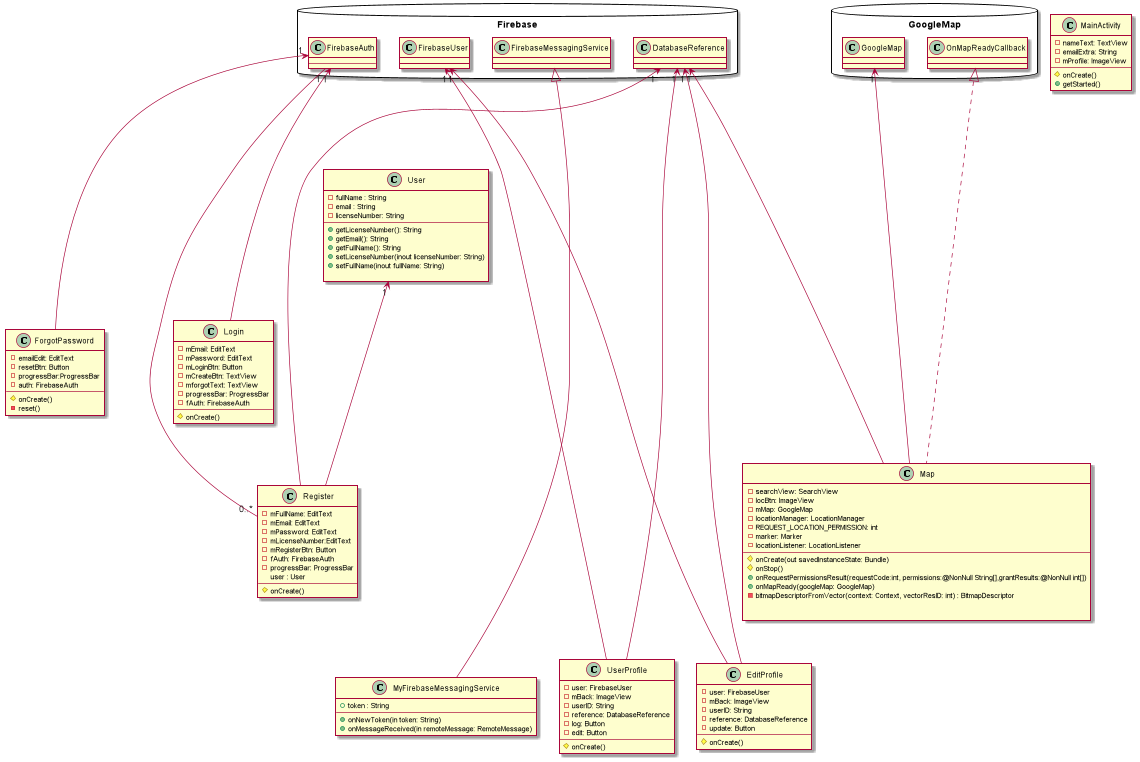 Firebase
GoogleMap
C MainActivity
nameText: TextView
emailExtra: String
mProfile: ImageView
onCreate()
getStarted()
C FirebaseAuth
C FirebaseUser
C FirebaseMessagingService
C DatabaseReference
C GoogleMap
C OnMapReadyCallback
1
1
1
1
1
1
1
1
C User
fullName : String
email : String
licenseNumber: String
getLicenseNumber(): String
getEmail(): String
getFullName(): String
setLicenseNumber(inout licenseNumber: String)
setFullName(inout fullName: String)
1
C ForgotPassword
emailEdit: EditText
resetBtn: Button
progressBar:ProgressBar
auth: FirebaseAuth
onCreate()
reset()
C Login
mEmail: EditText
mPassword: EditText
mLoginBtn: Button
mCreateBtn: TextView
mforgotText: TextView
progressBar: ProgressBar
fAuth: FirebaseAuth
onCreate()
0..*
C Register
mFullName: EditText
mEmail: EditText
mPassword: EditText
mLicenseNumber:EditText
mRegisterBtn: Button
fAuth: FirebaseAuth
progressBar: ProgressBar
user : User
onCreate()
C Map
searchView: SearchView
locBtn: ImageView
mMap: GoogleMap
locationManager: LocationManager
REQUEST_LOCATION_PERMISSION: int
marker: Marker
locationListener: LocationListener
onCreate(out savedInstanceState: Bundle)
onStop()
onRequestPermissionsResult(requestCode:int, permissions:@NonNull String[],grantResults:@NonNull int[])
onMapReady(googleMap: GoogleMap)
bitmapDescriptorFromVector(context: Context, vectorResID: int) : BitmapDescriptor
C MyFirebaseMessagingService
token : String
onNewToken(in token: String)
onMessageReceived(in remoteMessage: RemoteMessage)
C UserProfile
user: FirebaseUser
mBack: ImageView
userID: String
reference: DatabaseReference
log: Button
edit: Button
onCreate()
C EditProfile
user: FirebaseUser
mBack: ImageView
userID: String
reference: DatabaseReference
update: Button
onCreate()